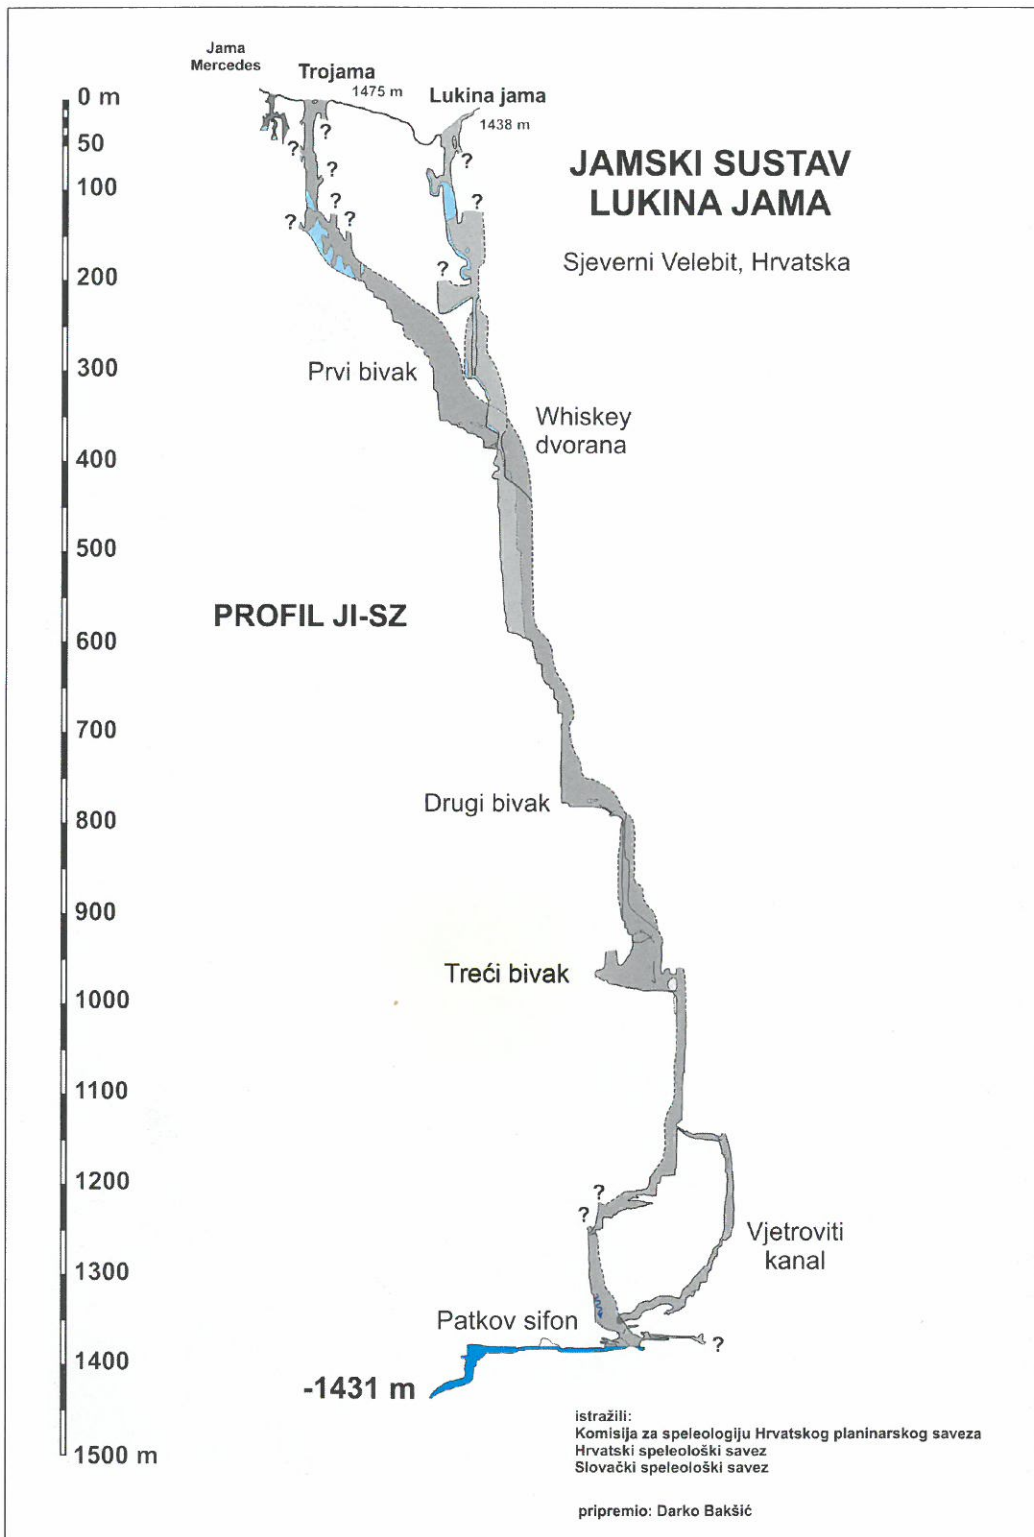 Jama
Mercedes
Trojama
1475 m
Lukina jama
1438 m
JAMSKI SUSTAV
LUKINA JAMA
Sjeverni Velebit, Hrvatska
0 m
50
100
200
300
400
500
600
700
800
900
1000
1100
1200
1300
1400
1500 m
?
?
?
?
?
?
?
?
?
Prvi bivak
Whiskey
dvorana
PROFIL JI-SZ
Drugi bivak
Treći bivak
?
?
Vjetroviti
kanal
Patkov sifon
?
-1431 m
istražili:
Komisija za speleologiju Hrvatskog planinarskog saveza
Hrvatski speleološki savez
Slovački speleološki savez
pripremio: Darko Bakšić